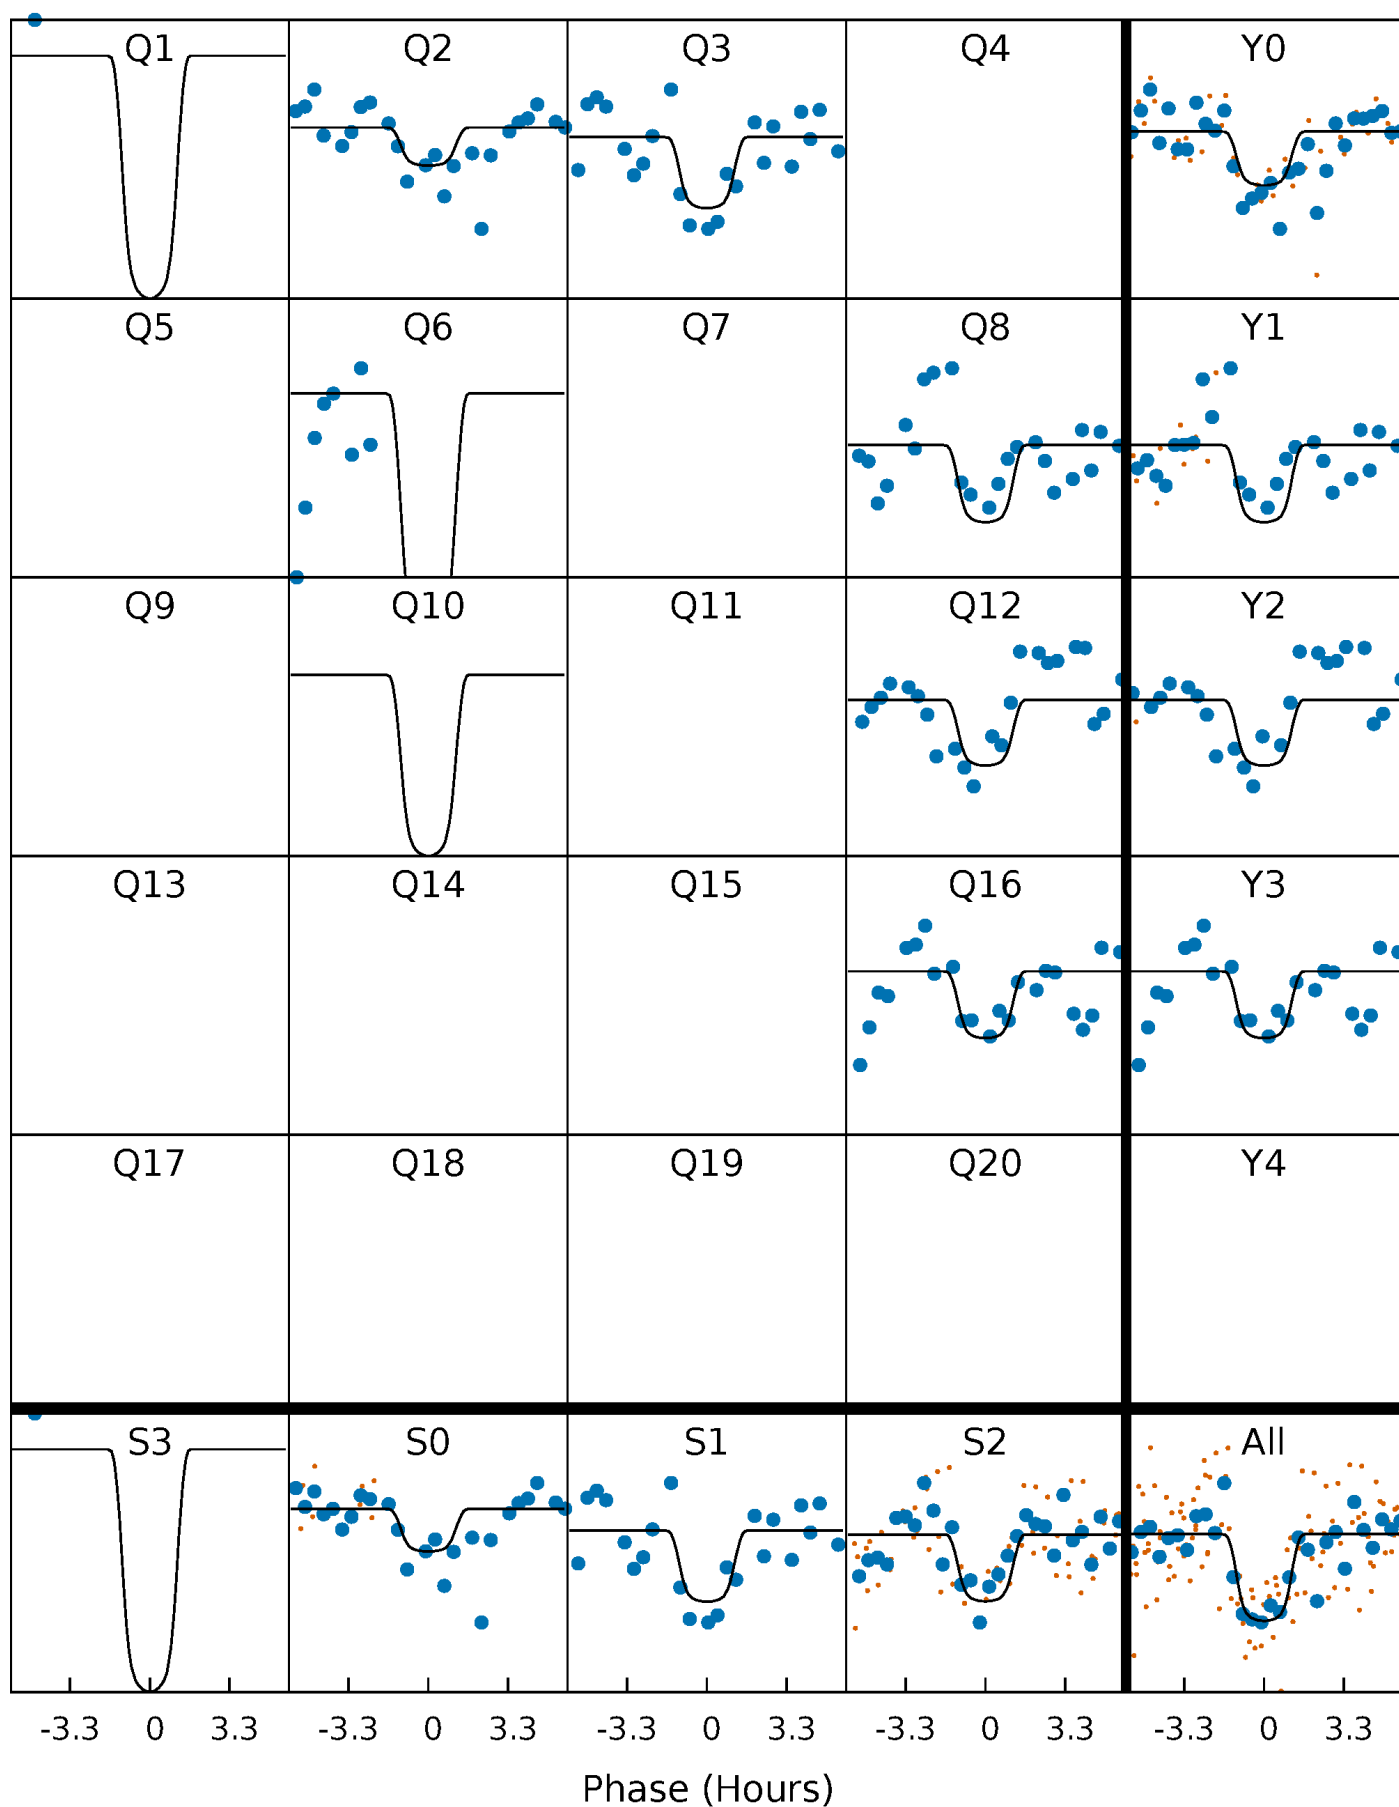 Q1 Q2 Q3 Q4 Y0
Q5 Q6 Q7 Q8 Y1
Q9 Q10 Q11 Q12 Y2
Q13 Q14 Q15 Q16 Y3
Q17 Q18 Q19 Q20 Y4
S3 S0 S1 S2 All
-3.3 0 3.3 -3.3 0 3.3 -3.3 0 3.3 -3.3 0 3.3 -3.3 0 3.3
Phase (Hours)